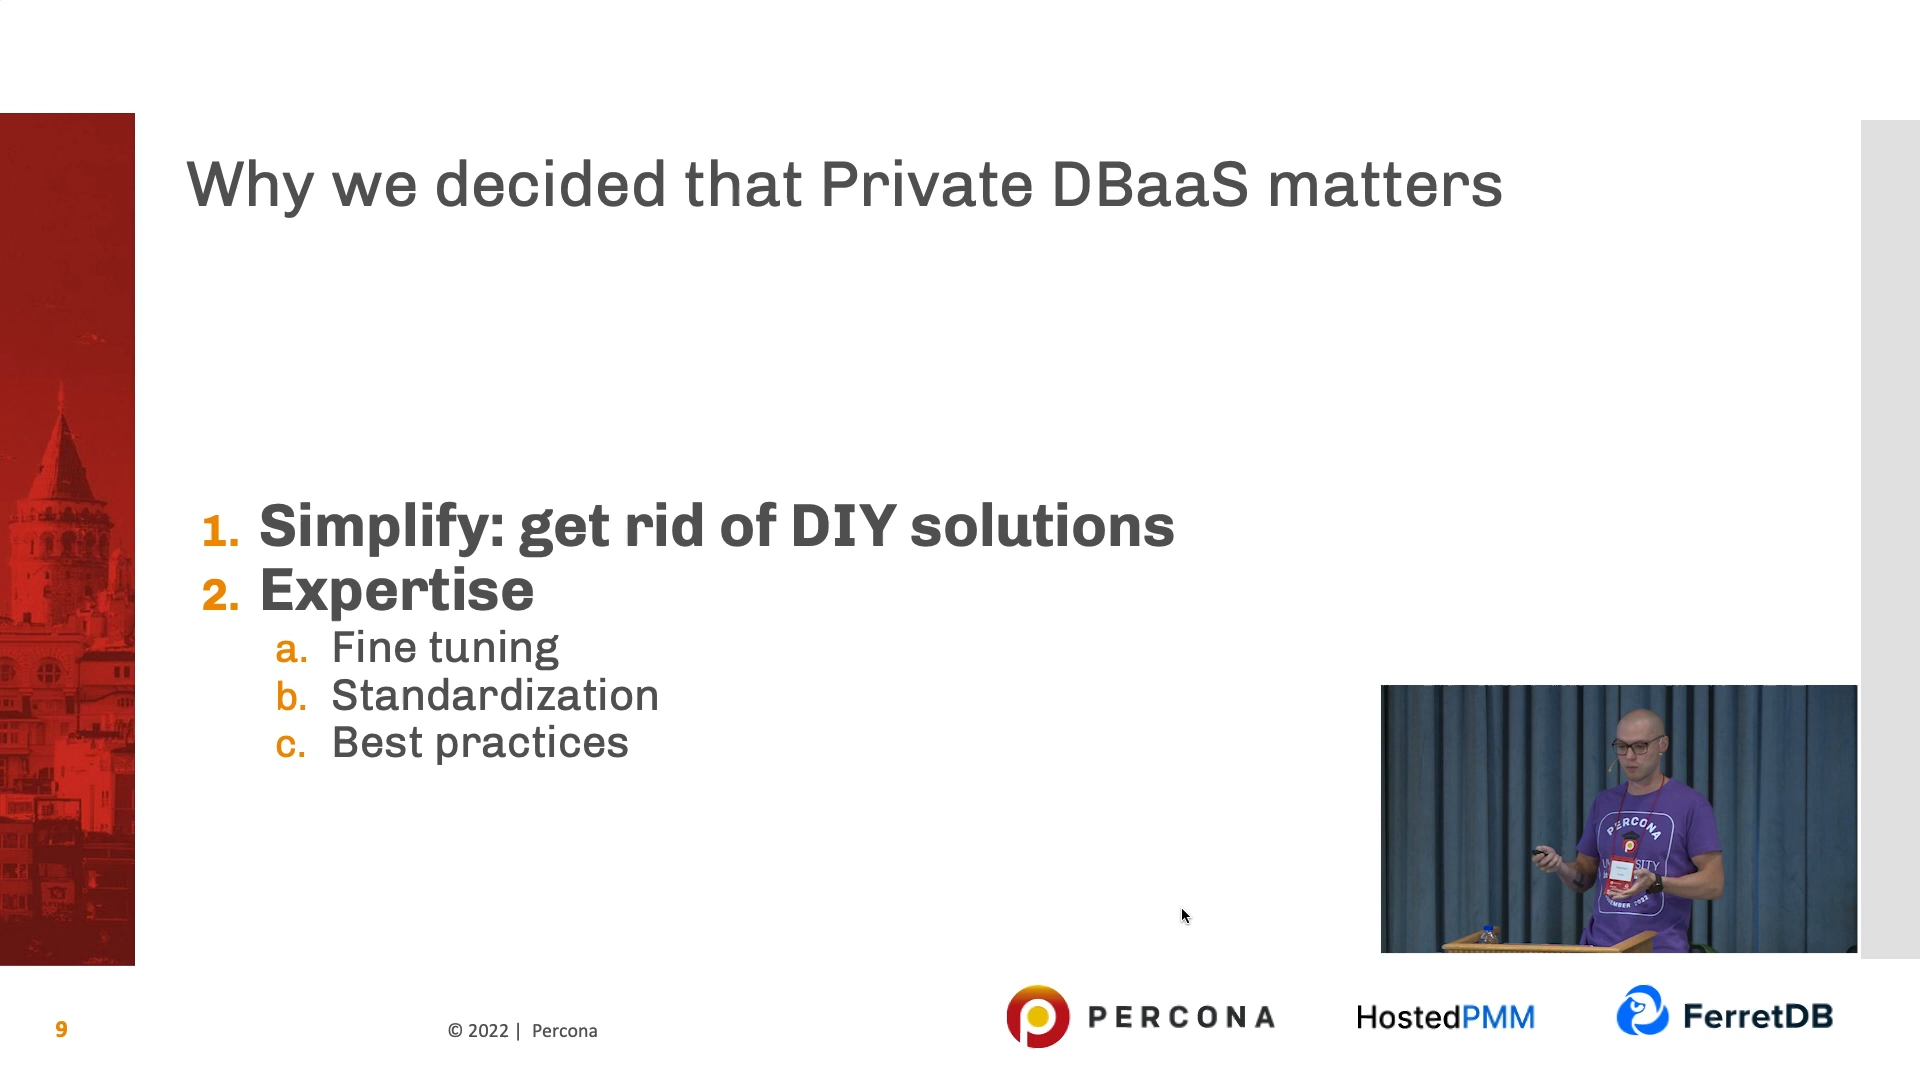 Why we decided that Private DBaaS matters
1. Simplify: get rid of DIY solutions
2. Expertise
a. Fine tuning
b. Standardization
c. Best practices
PERCONA
9
© 2022 | Percona
PERCONA
HostedPMM
FerretDB